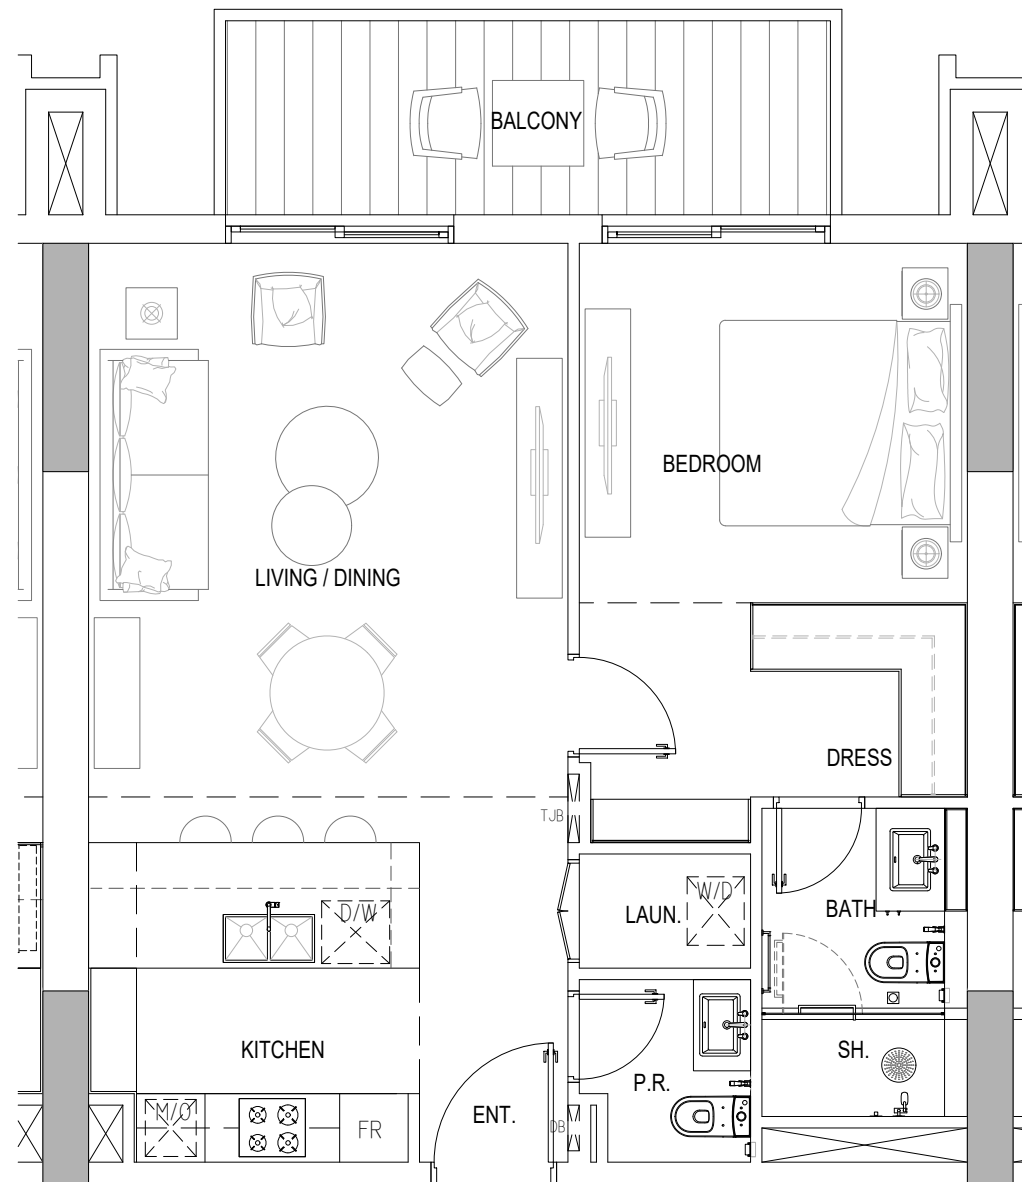 BALCONY
BEDROOM
LIVING / DINING
DRESS
TJB
W/D
D/W
LAUN.
BATH
KITCHEN
SH.
P.R.
M/O
ENT.
DB
FR